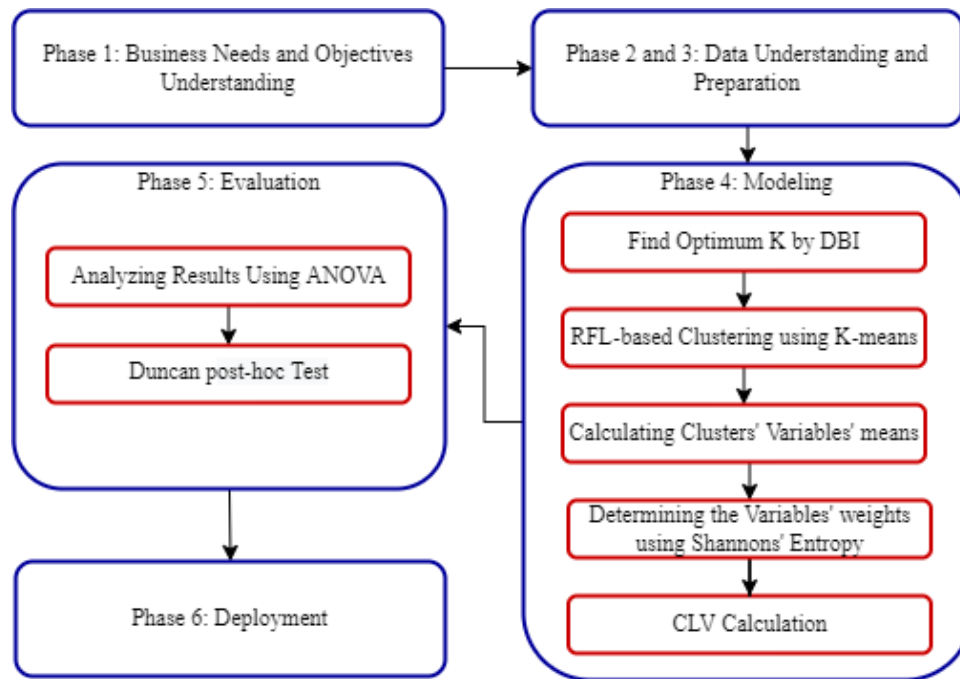 Phase 1: Business Needs and Objectives
Understanding
Phase 2 and 3: Data Understanding and
Preparation
Phase 4: Modeling
Find Optimum K by DBI
RFL-based Clustering using K-means
Calculating Clusters' Variables' means
Determining the Variables' weights
using Shannons' Entropy
CLV Calculation
Phase 5: Evaluation
Analyzing Results Using ANOVA
Duncan post-hoc Test
Phase 6: Deployment